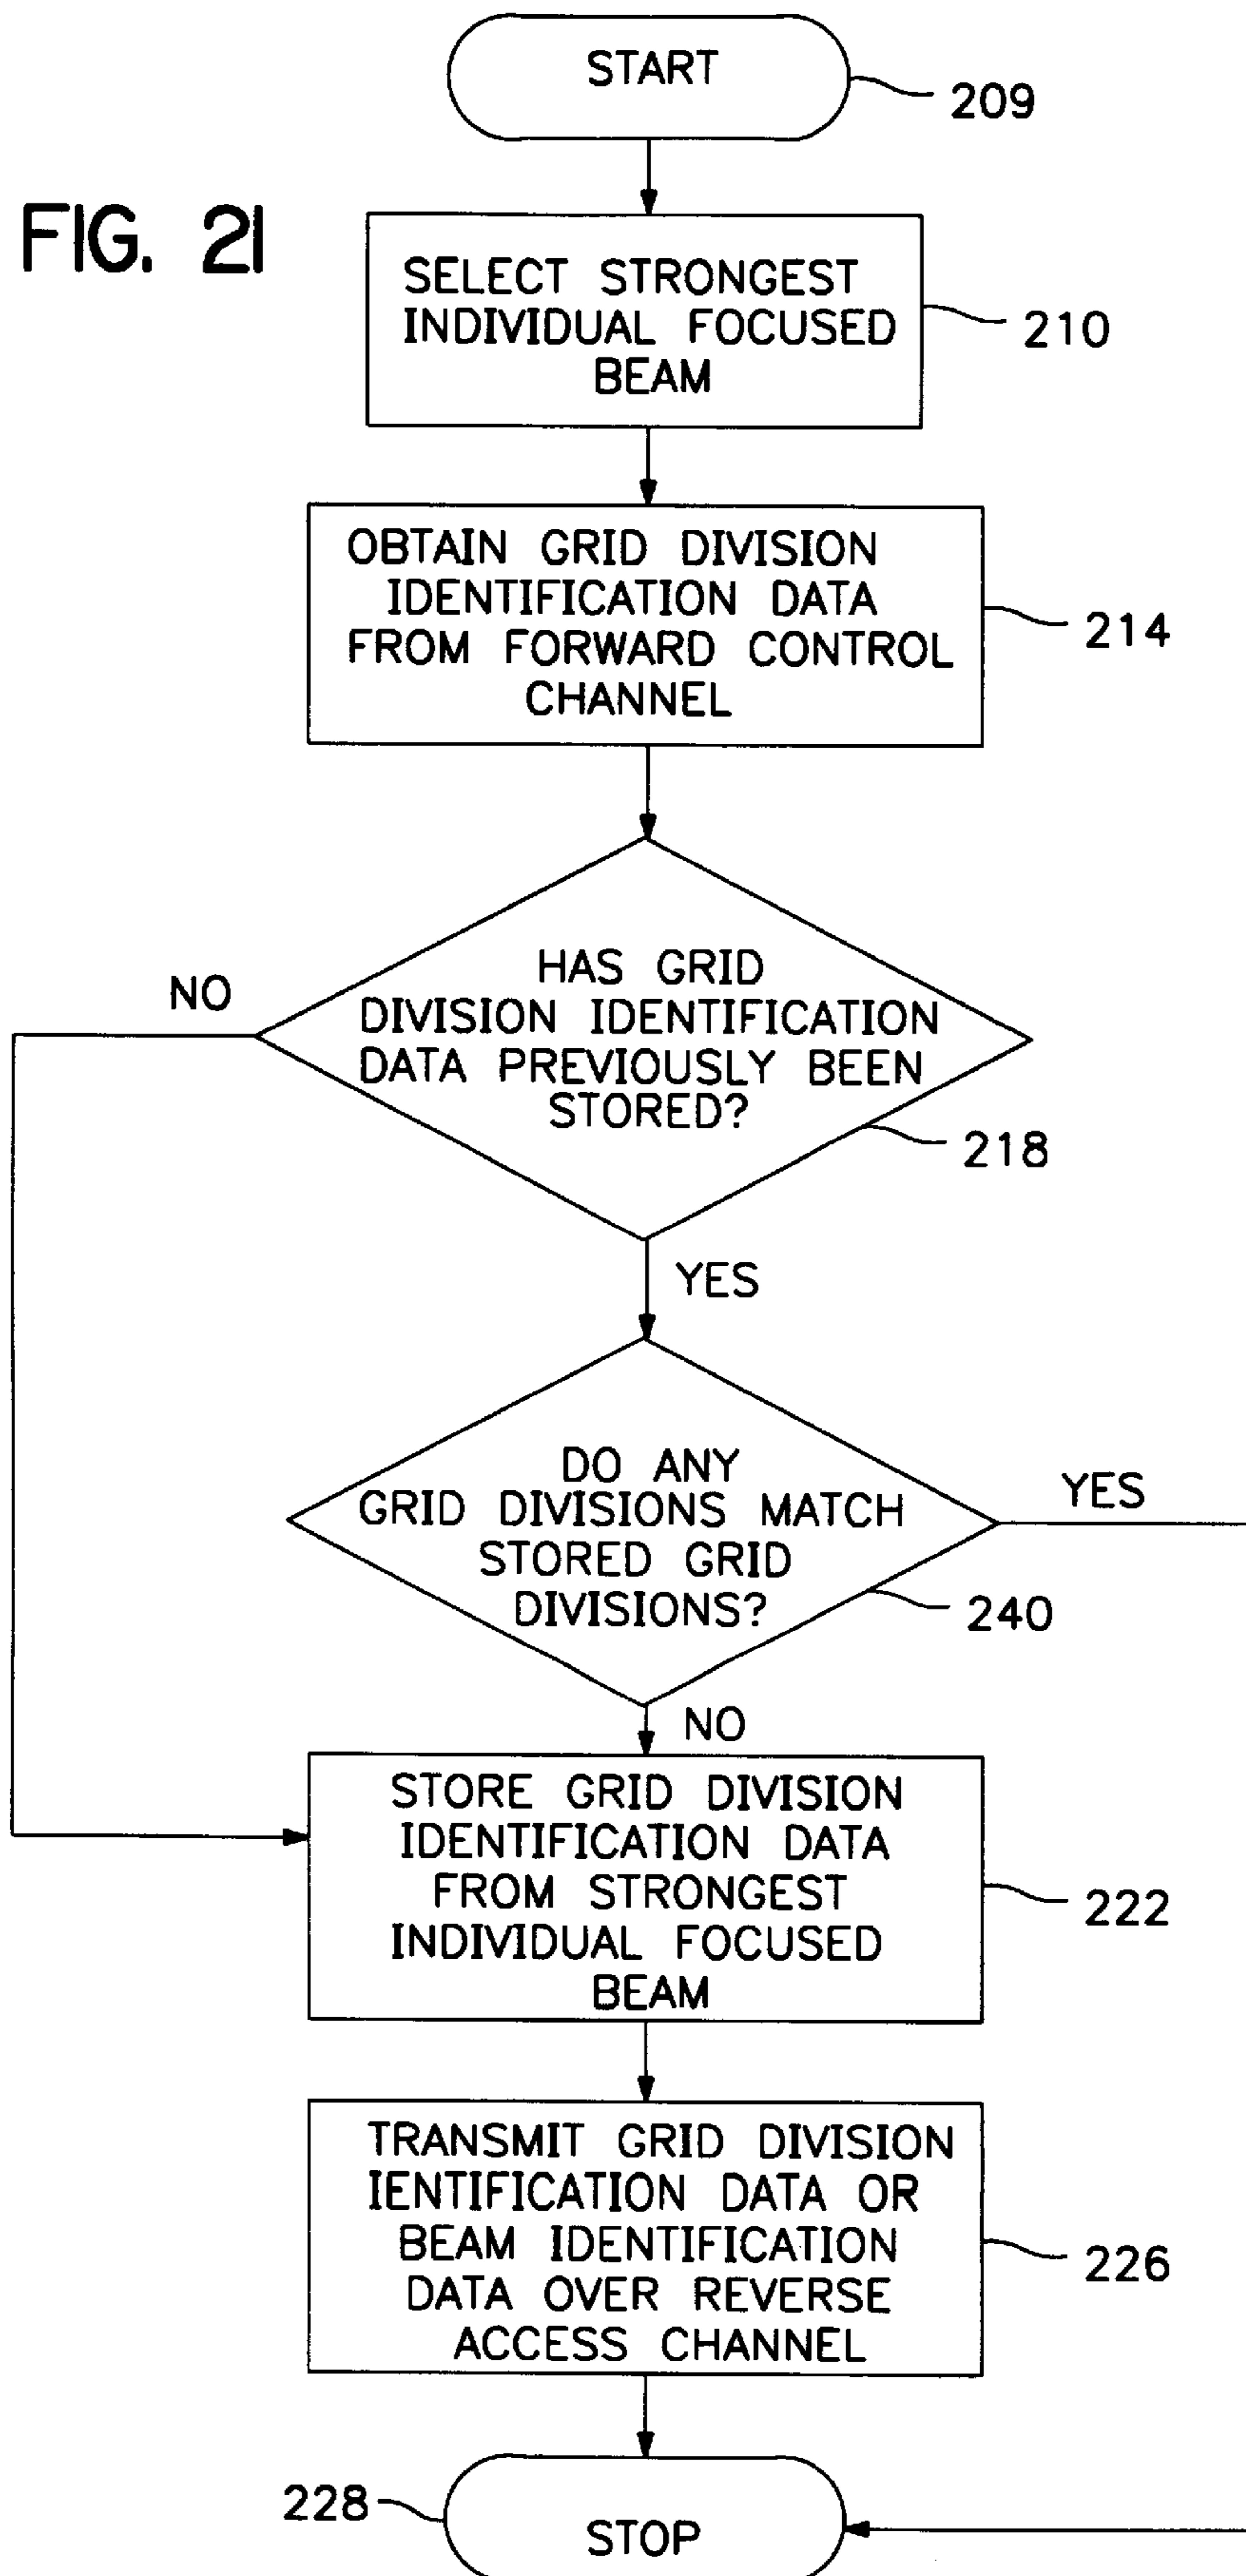 START
209
FIG. 21
SELECT STRONGEST
INDIVIDUAL FOCUSED
BEAM
210
OBTAIN GRID DIVISION
IDENTIFICATION DATA
FROM FORWARD CONTROL
CHANNEL
214
HAS GRID
DIVISION IDENTIFICATION
DATA PREVIOUSLY BEEN
STORED?
NO
218
YES
DO ANY
GRID DIVISIONS MATCH
STORED GRID
DIVISIONS?
YES
240
NO
STORE GRID DIVISION
IDENTIFICATION DATA
FROM STRONGEST
INDIVIDUAL FOCUSED
BEAM
222
TRANSMIT GRID DIVISION
IENTIFICATION DATA OR
BEAM IDENTIFICATION
DATA OVER REVERSE
ACCESS CHANNEL
226
228
STOP